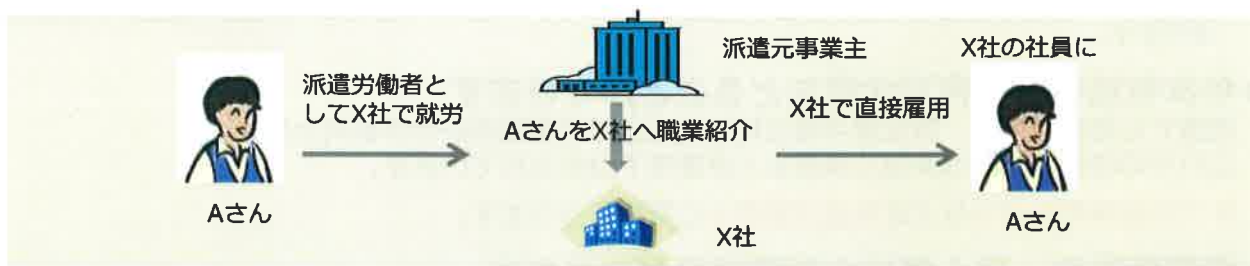 派遣労働者と
してX社で就労
Aさん
派遣元事業主
AさんをX社へ職業紹介
X社
X社で直接雇用
X社の社員に
Aさん